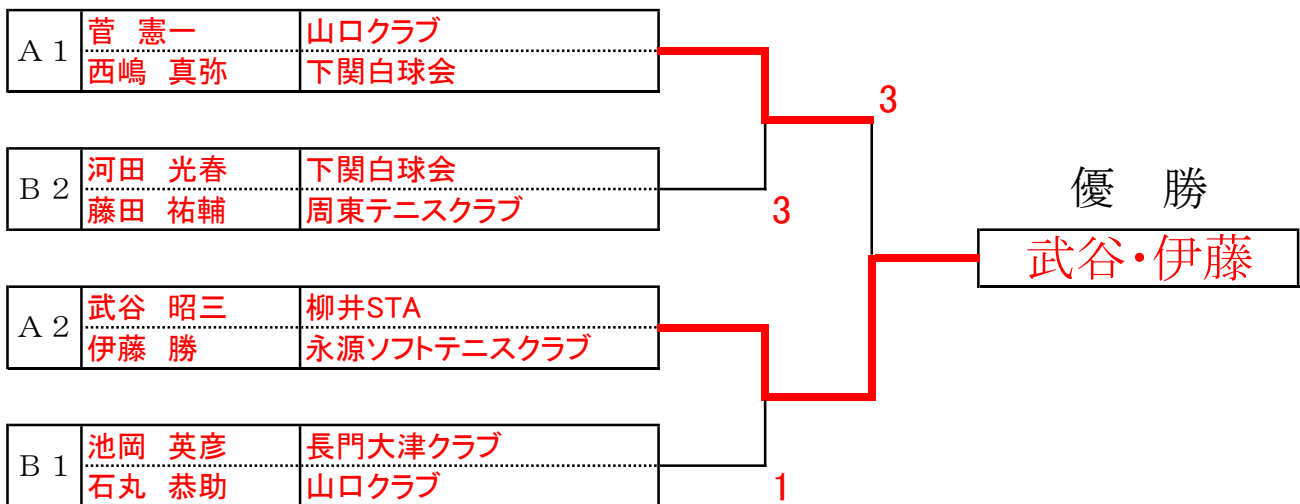 A 1 菅 憲一 山口クラブ
西嶋 真弥 下関白球会
3
B 2 河田 光春 下関白球会
藤田 祐輔 周東テニスクラブ
3
優 勝
武谷・伊藤
A 2 武谷 昭三 柳井STA
伊藤 勝 永源ソフトテニスクラブ
B 1 池岡 英彦 長門大津クラブ
石丸 恭助 山口クラブ
1